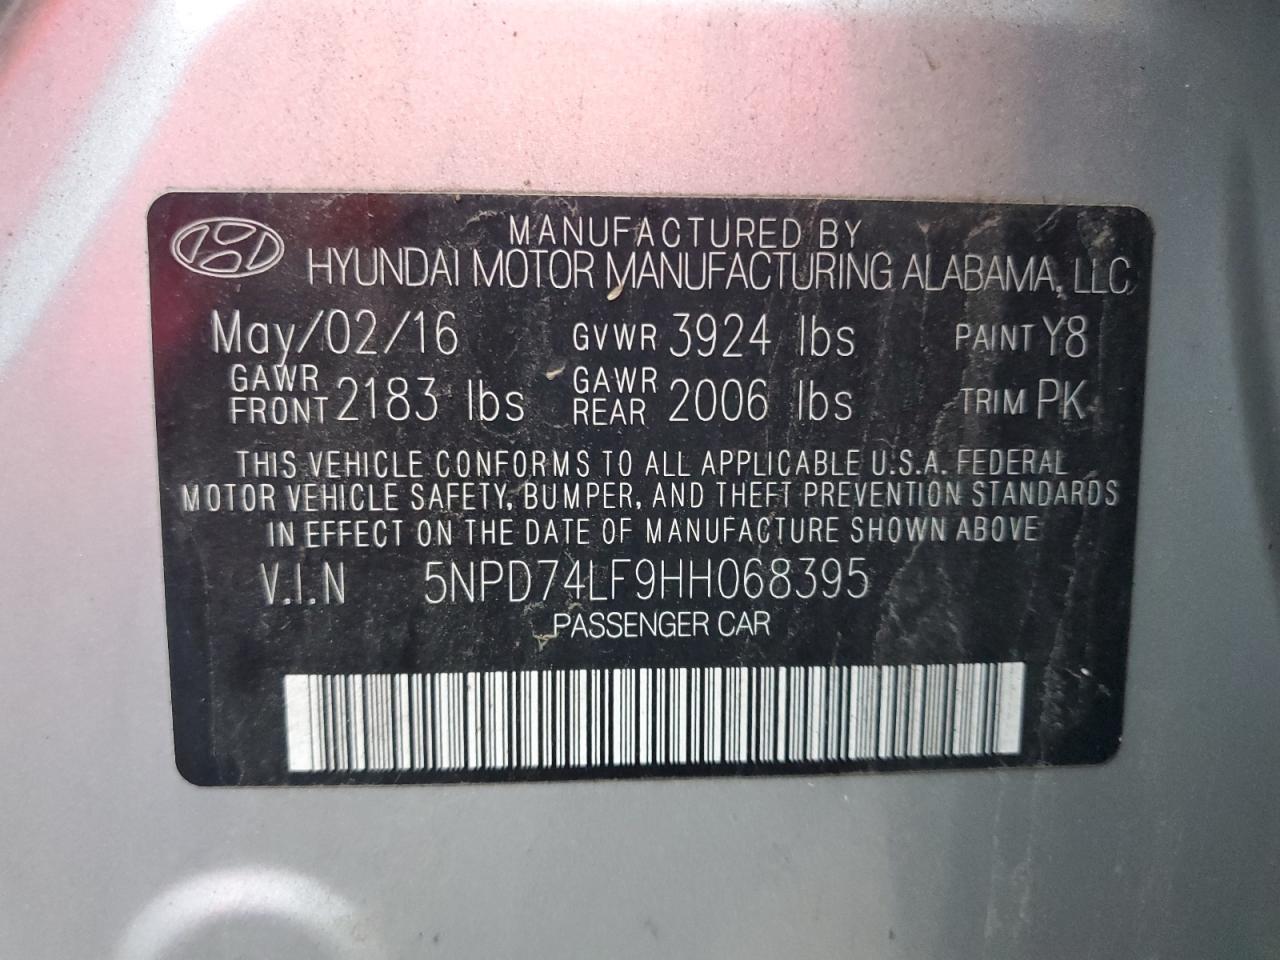 MANUFACTURED BY
HYUNDAI MOTOR MANUFACTURING ALABAMA, LLC
May/02/16 GVWR 3924 lbs PAINT Y8
GAWR FRONT 2183 lbs GAWR REAR 2006 lbs TRIM PK
THIS VEHICLE CONFORMS TO ALL APPLICABLE U.S.A. FEDERAL
MOTOR VEHICLE SAFETY, BUMPER, AND THEFT PREVENTION STANDARDS
IN EFFECT ON THE DATE OF MANUFACTURE SHOWN ABOVE
V.I.N 5NPD74LF9HH068395
PASSENGER CAR